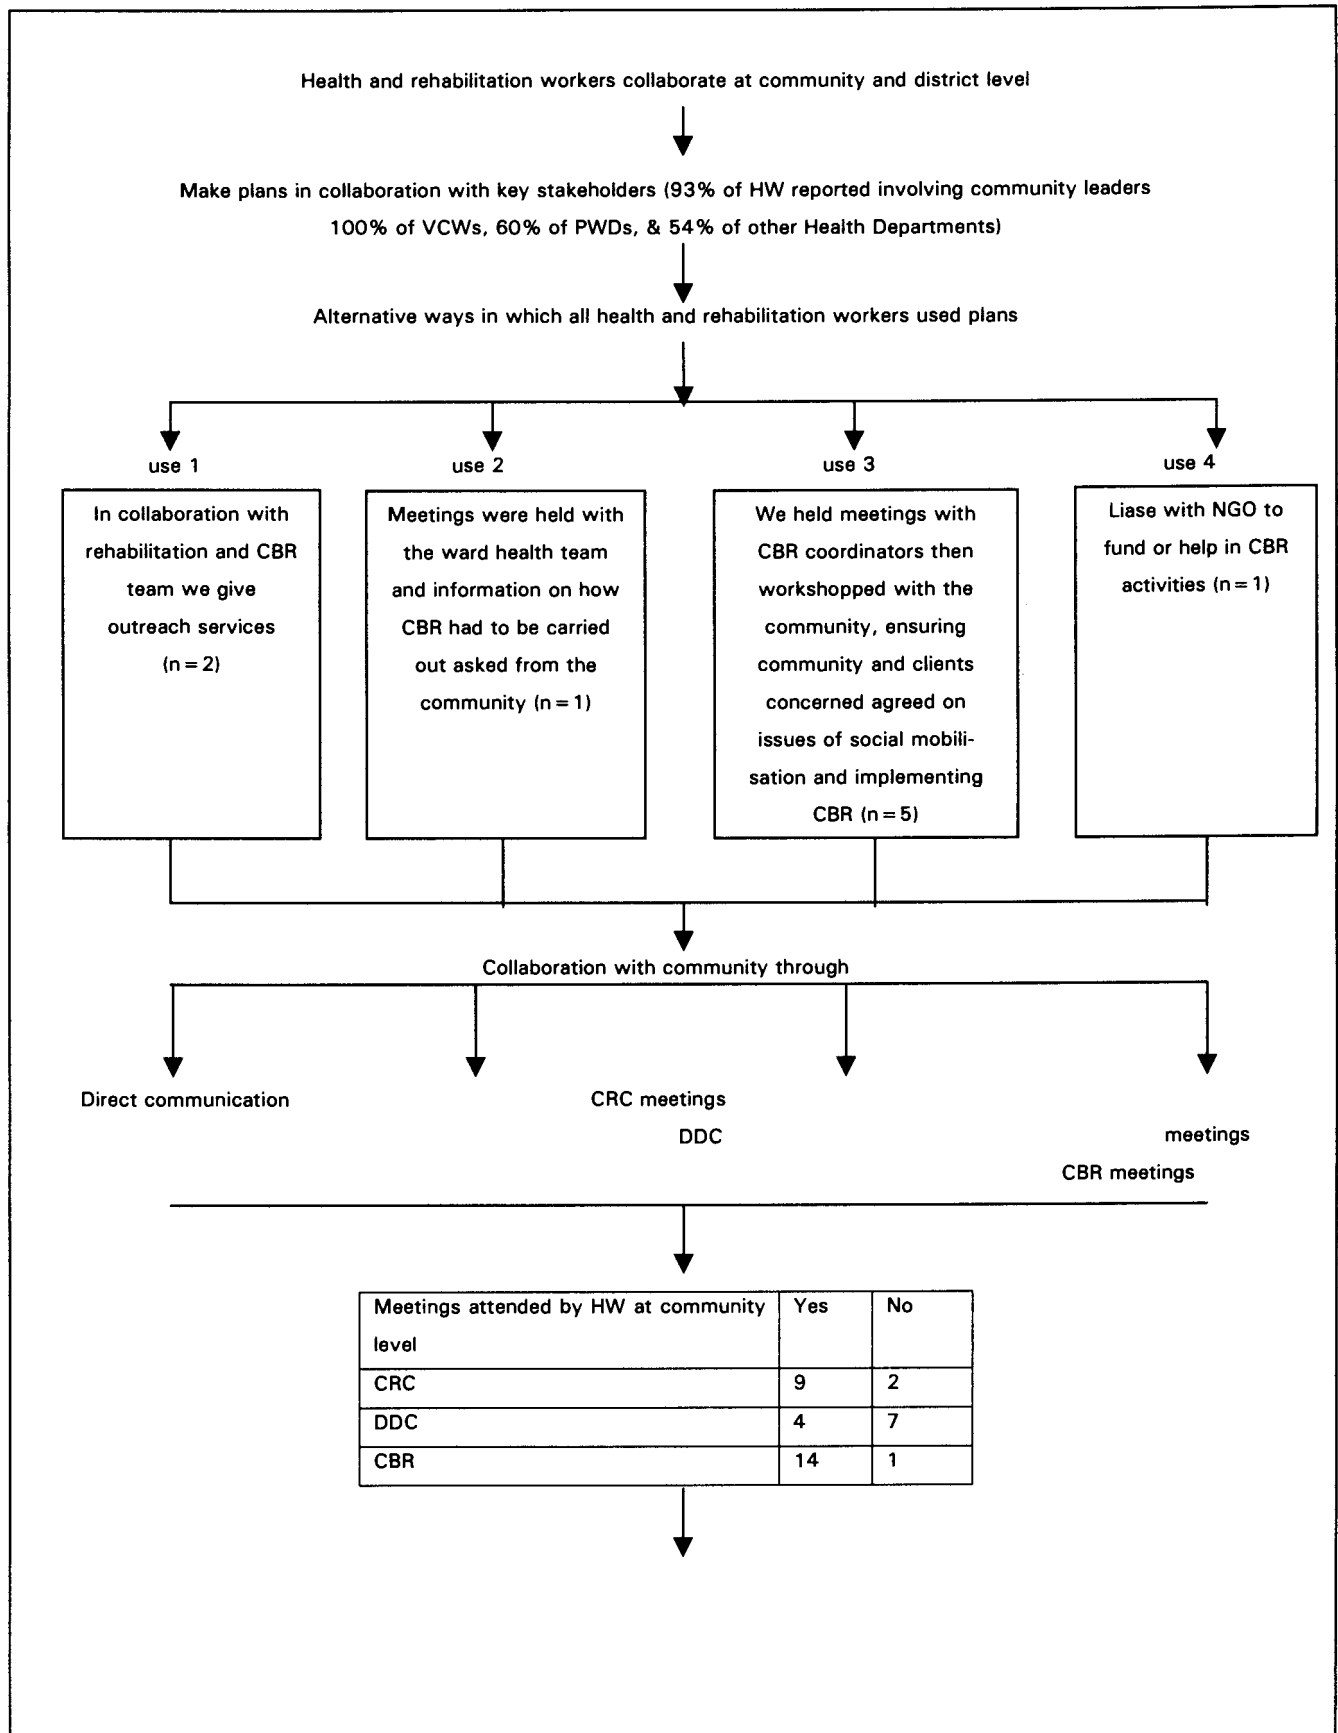 Health and rehabilitation workers collaborate at community and district level
Make plans in collaboration with key stakeholders (93% of HW reported involving community leaders
100% of VCWs, 60% of PWDs, & 54% of other Health Departments)
Alternative ways in which all health and rehabilitation workers used plans
use 1
In collaboration with
rehabilitation and CBR
team we give
outreach services
(n = 2)
use 2
Meetings were held with
the ward health team
and information on how
CBR had to be carried
out asked from the
community (n = 1)
use 3
We held meetings with
CBR coordinators then
workshopped with the
community, ensuring
community and clients
concerned agreed on
issues of social mobili-
sation and implementing
CBR (n = 5)
use 4
Liase with NGO to
fund or help in CBR
activities (n = 1)
Collaboration with community through
Direct communication
CRC meetings
DDC
meetings
CBR meetings
Meetings attended by HW at community level Yes No
CRC 9 2
DDC 4 7
CBR 14 1